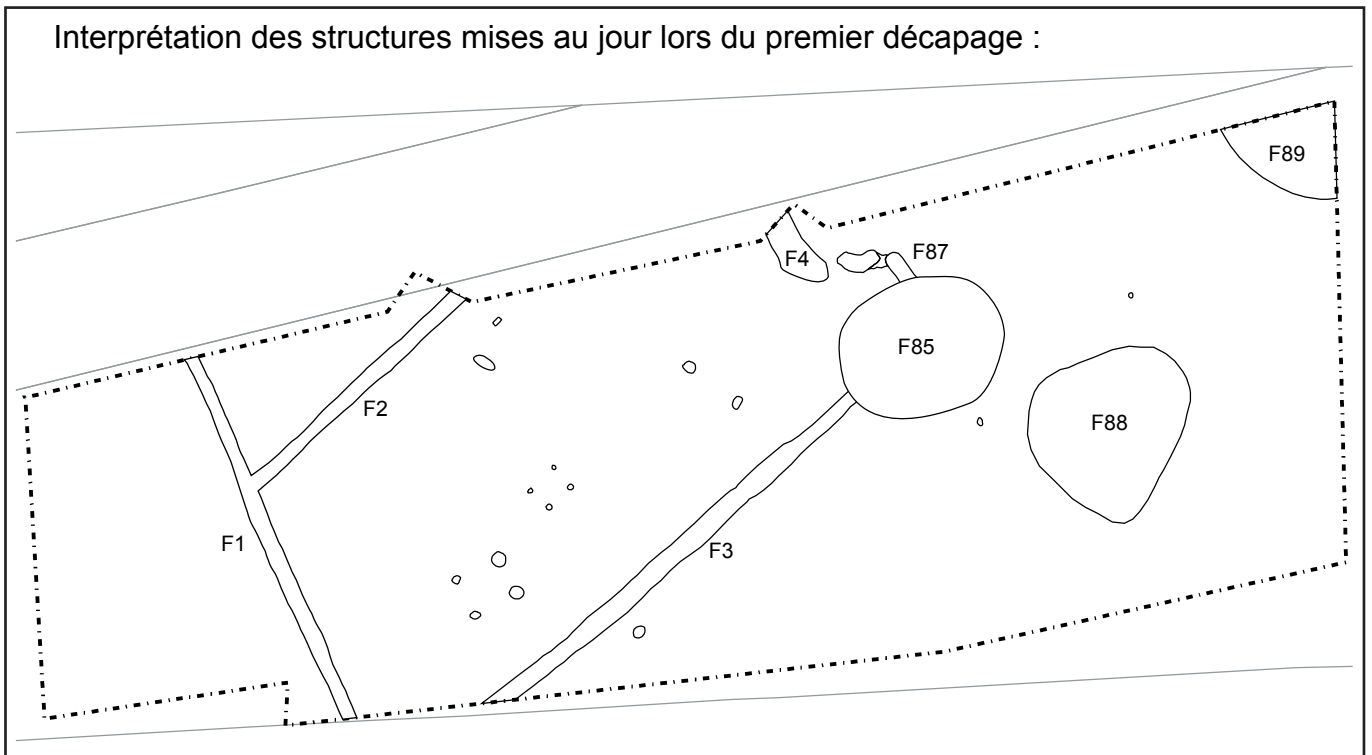 Interprétation des structures mises au jour lors du premier décapage :
F89
F4
F87
F85
F2
F88
F1
F3